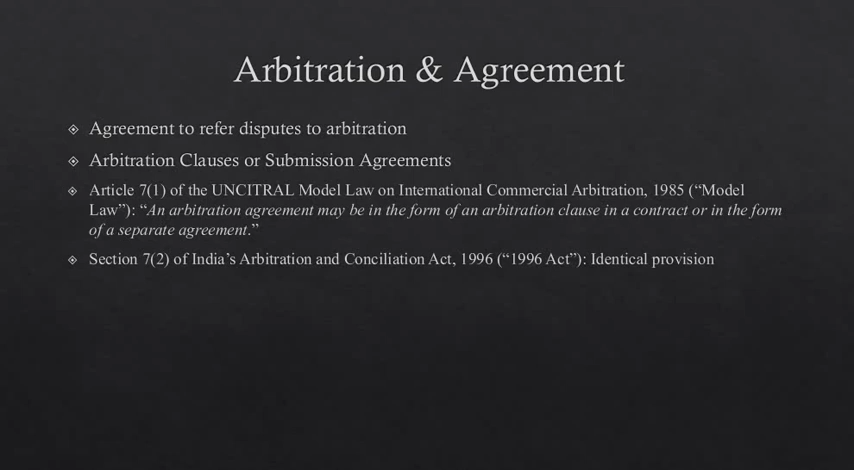 Arbitration & Agreement
Agreement to refer disputes to arbitration
Arbitration Clauses or Submission Agreements
Article 7(1) of the UNCITRAL Model Law on International Commercial Arbitration, 1985 (“Model
Law”): “An arbitration agreement may be in the form of an arbitration clause in a contract or in the form
of a separate agreement.”
Section 7(2) of India’s Arbitration and Conciliation Act, 1996 (“1996 Act”): Identical provision